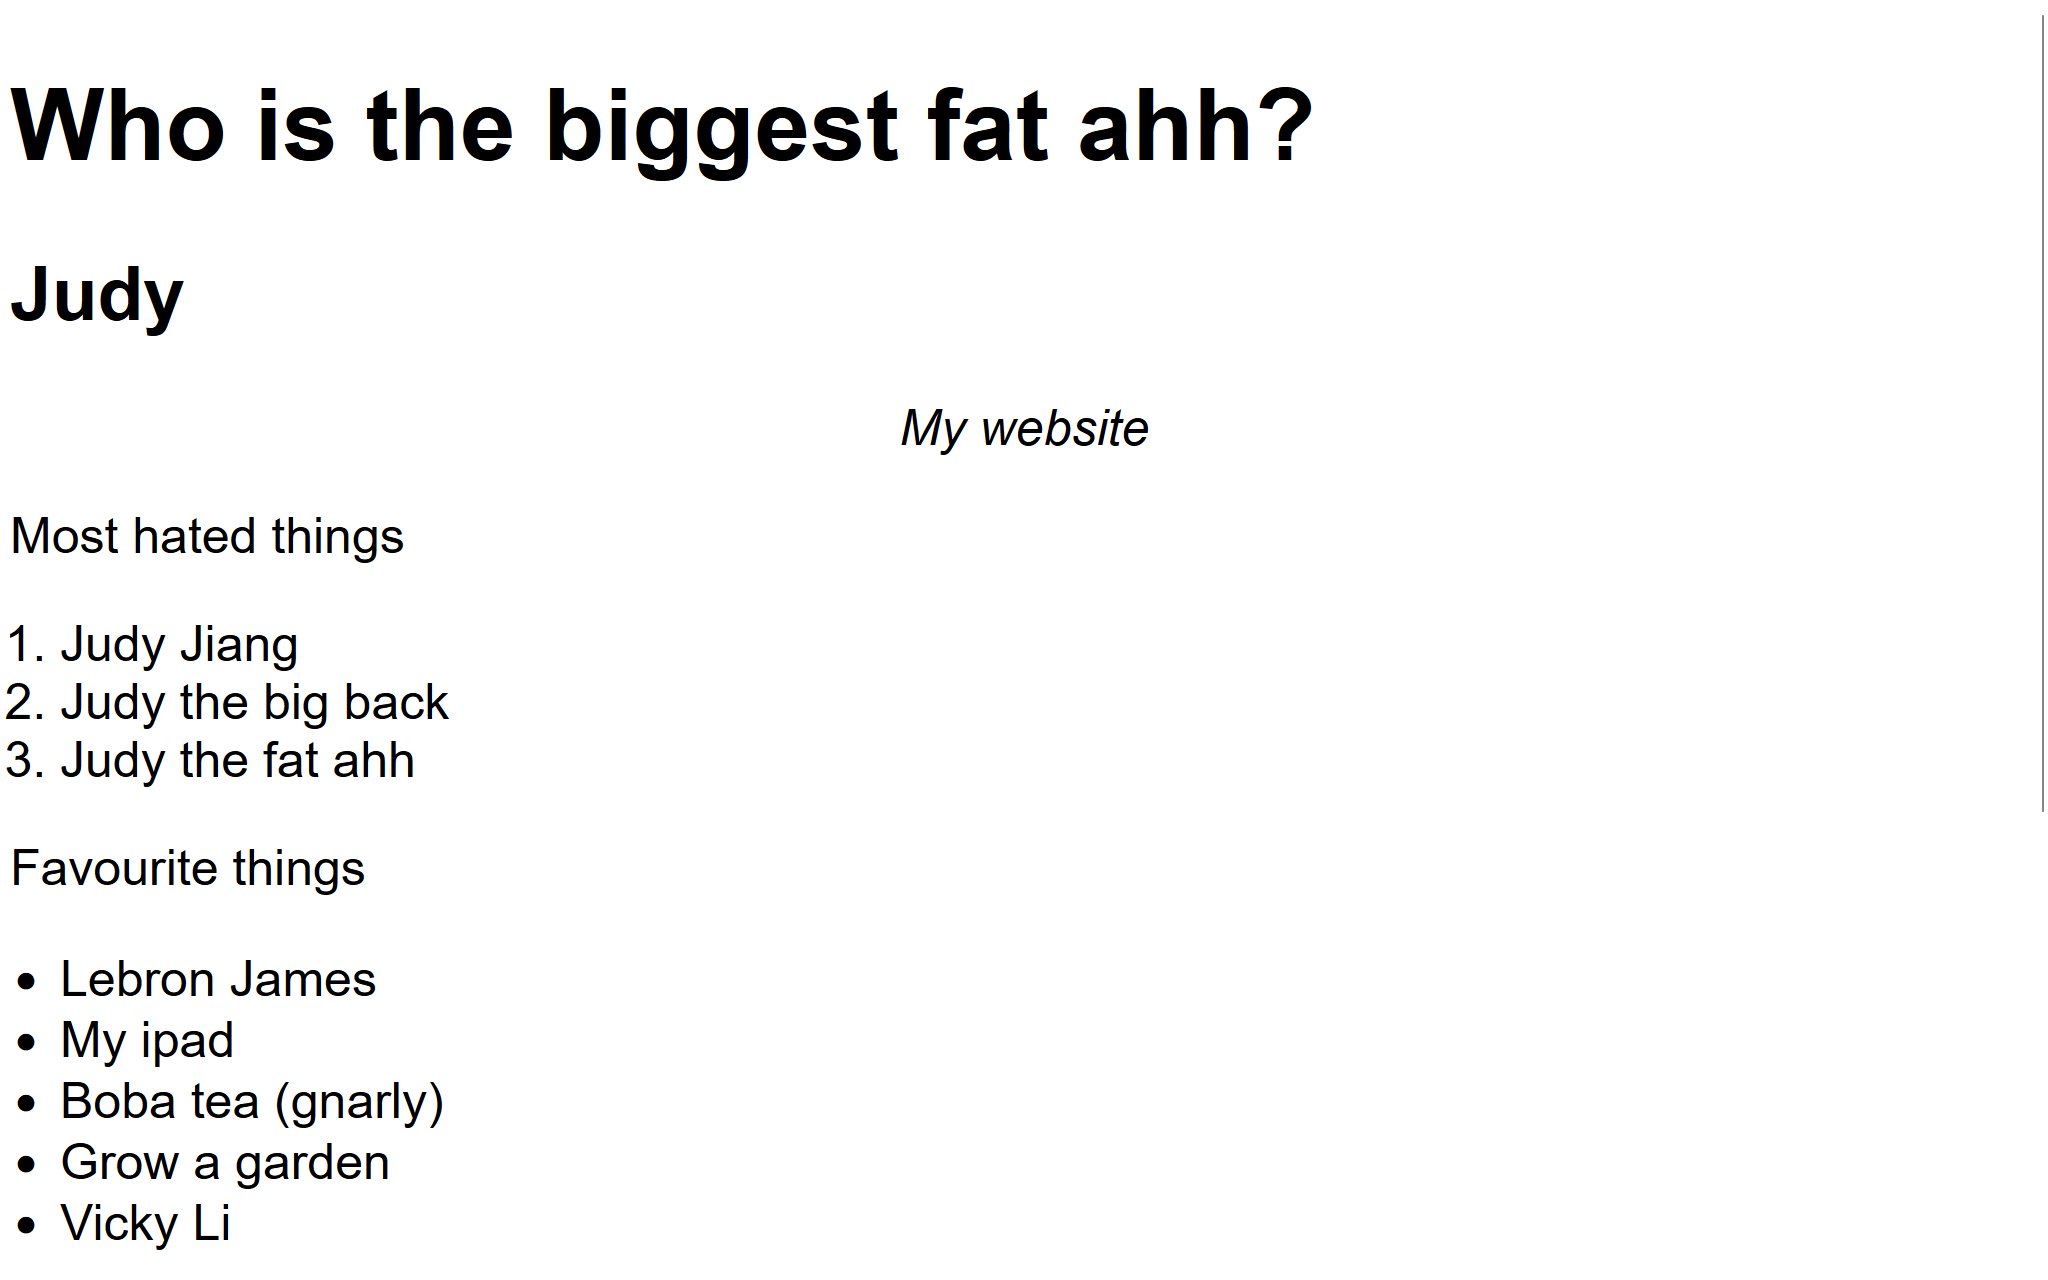 Who is the biggest fat ahh?
Judy
My website
Most hated things
1. Judy Jiang
2. Judy the big back
3. Judy the fat ahh
Favourite things
• Lebron James
• My ipad
• Boba tea (gnarly)
• Grow a garden
• Vicky Li